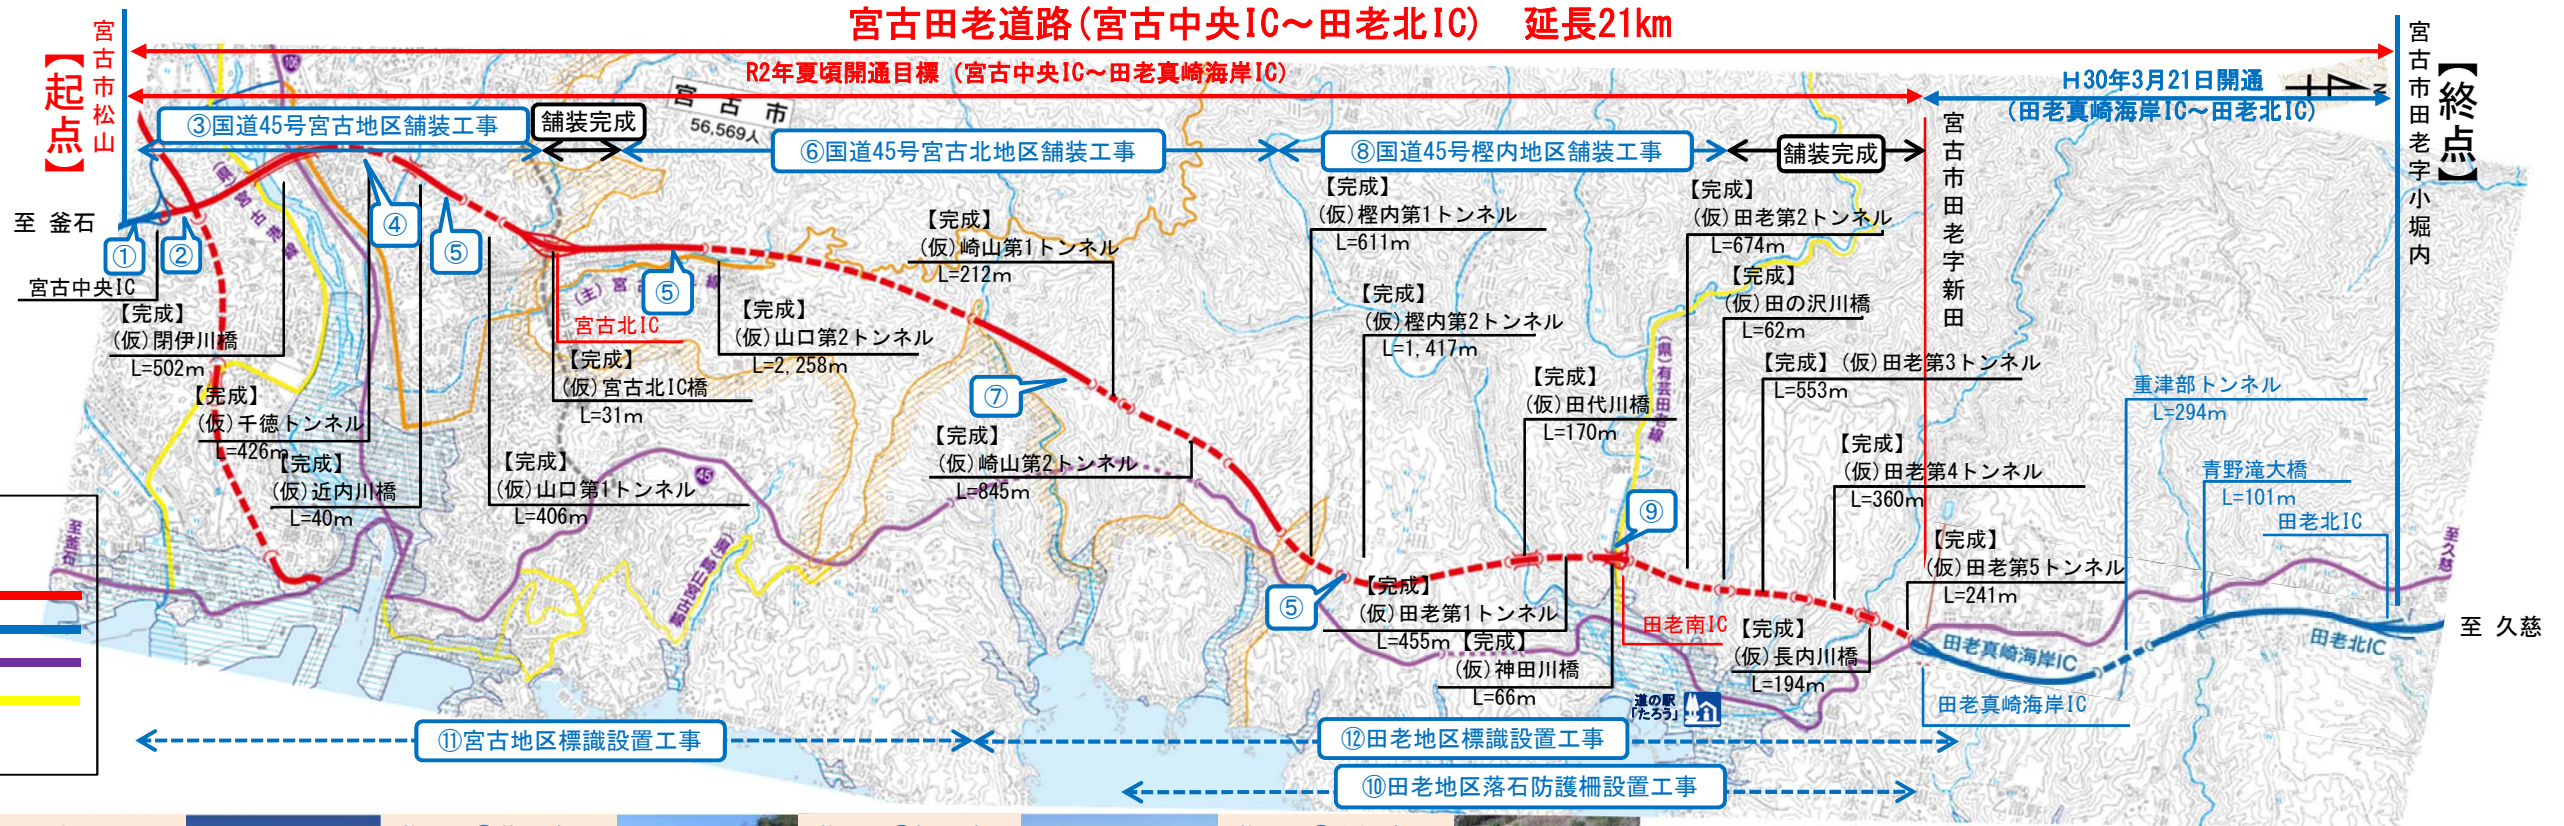 宮古田老道路(宮古中央IC～田老北IC)　延長21km
R2年夏頃開通目標 (宮古中央IC～田老真崎海岸IC)
H30年3月21日開通
(田老真崎海岸IC～田老北IC)
【起点】
宮古市松山
【終点】
宮古市田老字小堀内
宮古市田老字新田
③国道45号宮古地区舗装工事
舗装完成
⑥国道45号宮古北地区舗装工事
⑧国道45号樫内地区舗装工事
舗装完成
宮古市
56,569人
106
N
至 釜石
①
②
④
⑤
⑤
⑦
⑤
⑨
宮古中央IC
【完成】
(仮)閉伊川橋
L=502m
【完成】
(仮)千徳トンネル
L=426m
【完成】
(仮)近内川橋
L=40m
【完成】
(仮)山口第1トンネル
L=406m
宮古北IC
【完成】
(仮)宮古北IC橋
L=31m
【完成】
(仮)山口第2トンネル
L=2,258m
【完成】
(仮)崎山第1トンネル
L=212m
【完成】
(仮)崎山第2トンネル
L=845m
【完成】
(仮)樫内第1トンネル
L=611m
【完成】
(仮)樫内第2トンネル
L=1,417m
【完成】
(仮)田代川橋
L=170m
【完成】
(仮)田老第1トンネル
L=455m
【完成】
(仮)神田川橋
L=66m
田老南IC
【完成】
(仮)田老第2トンネル
L=674m
【完成】
(仮)田の沢川橋
L=62m
【完成】(仮)田老第3トンネル
L=553m
【完成】
(仮)田老第4トンネル
L=360m
【完成】
(仮)長内川橋
L=194m
【完成】
(仮)田老第5トンネル
L=241m
重津部トンネル
L=294m
青野滝大橋
L=101m
田老北IC
田老真崎海岸IC
田老北IC
田老真崎海岸IC
至 久慈
至久慈
至釜石
45
(県)有芸田老線
(県)崎山宮古線
道の駅
「たろう」
⑪宮古地区標識設置工事
⑫田老地区標識設置工事
⑩田老地区落石防護柵設置工事